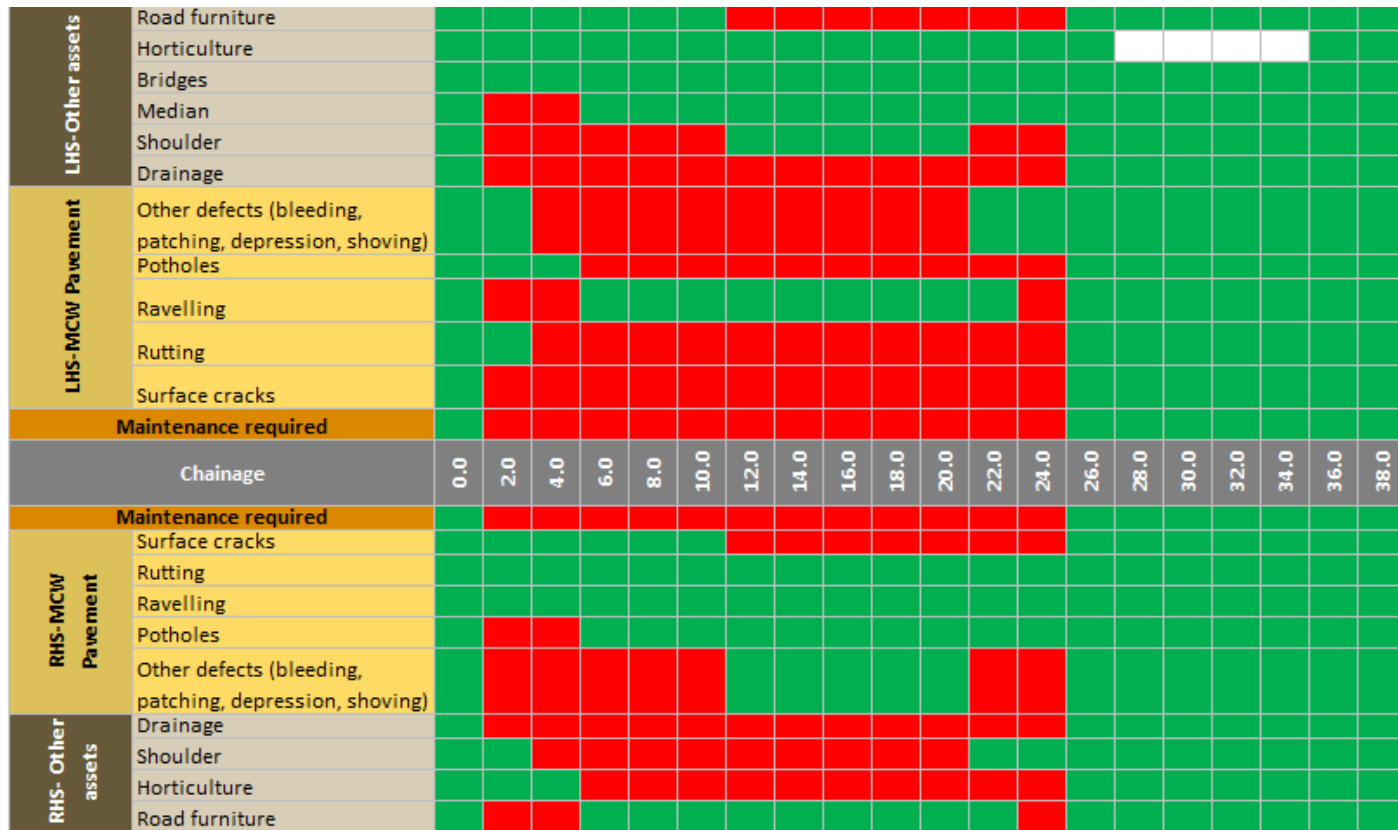 LHS-Other assets
Road furniture
Horticulture
Bridges
Median
Shoulder
Drainage
LHS-MCW Pavement
Other defects (bleeding,
patching, depression, shoving)
Potholes
Ravelling
Rutting
Surface cracks
Maintenance required
Chainage 0.0 2.0 4.0 6.0 8.0 10.0 12.0 14.0 16.0 18.0 20.0 22.0 24.0 26.0 28.0 30.0 32.0 34.0 36.0 38.0
Maintenance required
RHS-MCW
Pavement
Surface cracks
Rutting
Ravelling
Potholes
Other defects (bleeding,
patching, depression, shoving)
RHS- Other
assets
Drainage
Shoulder
Horticulture
Road furniture